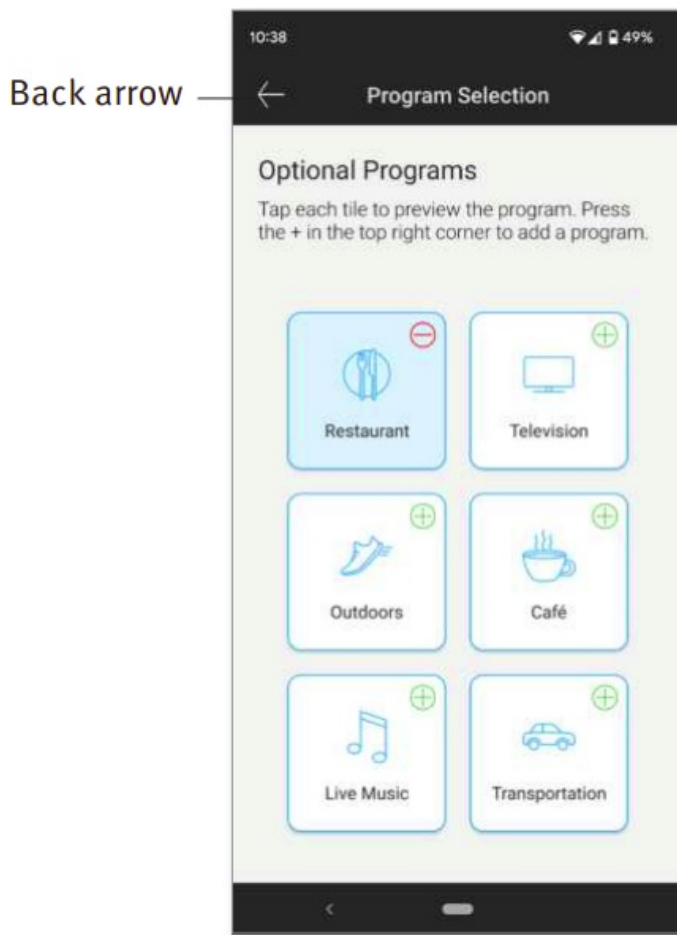 10:38
49%
Back arrow
Program Selection
Optional Programs
Tap each tile to preview the program. Press
the + in the top right corner to add a program.
Restaurant
Television
Outdoors
Café
Live Music
Transportation